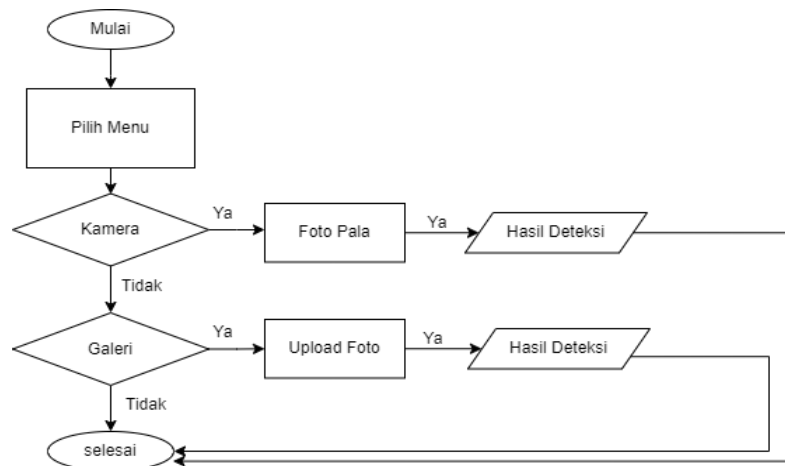 Mulai
Pilih Menu
Kamera
Ya
Foto Pala
Ya
Hasil Deteksi
Tidak
Galeri
Ya
Upload Foto
Ya
Hasil Deteksi
Tidak
selesai